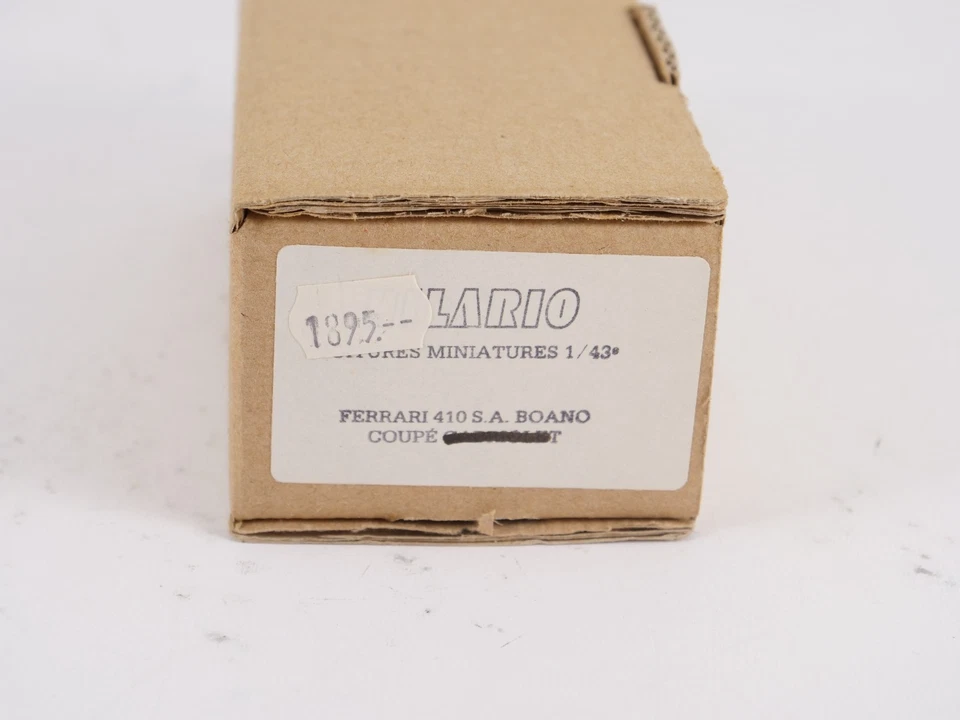 1895.--
LARIO
MINIATURES 1/43e
FERRARI 410 S.A. BOANO
COUPÉ